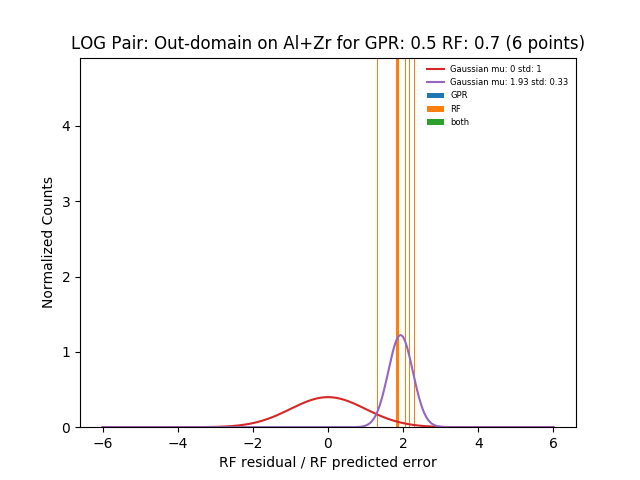 LOG Pair: Out-domain on Al+Zr for GPR: 0.5 RF: 0.7 (6 points)
Gaussian mu: 0 std: 1
Gaussian mu: 1.93 std: 0.33
GPR
RF
both
Normalized Counts
4
3
2
1
0
−6
−4
−2
0
2
4
6
RF residual / RF predicted error